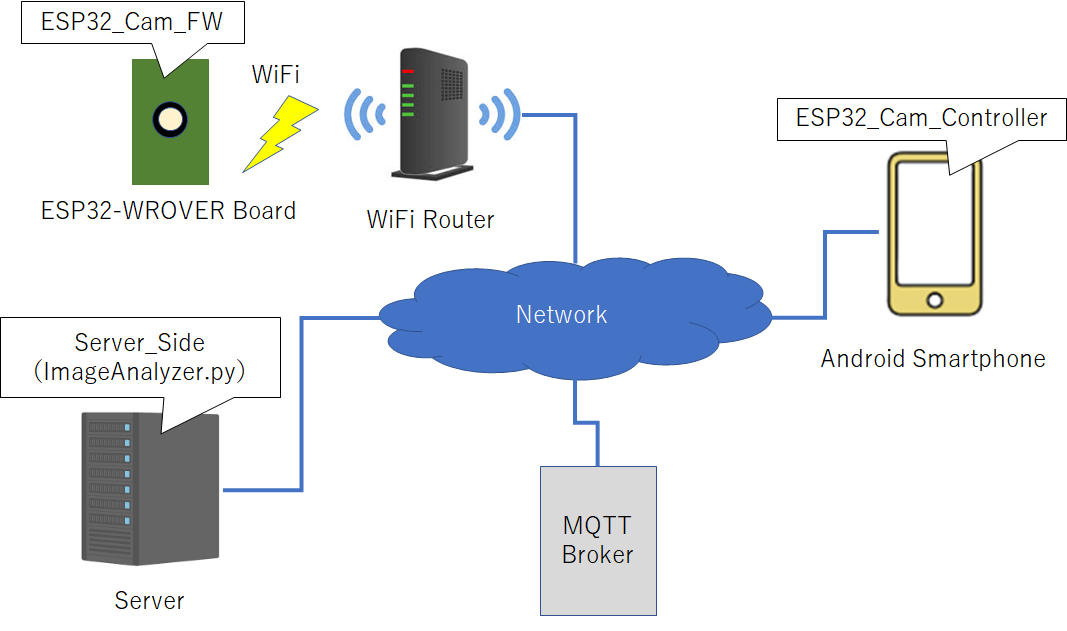 ESP32_Cam_FW
WiFi
ESP32-WROVER Board
WiFi Router
ESP32_Cam_Controller
Network
Android Smartphone
Server_Side
（ImageAnalyzer.py）
Server
MQTT
Broker